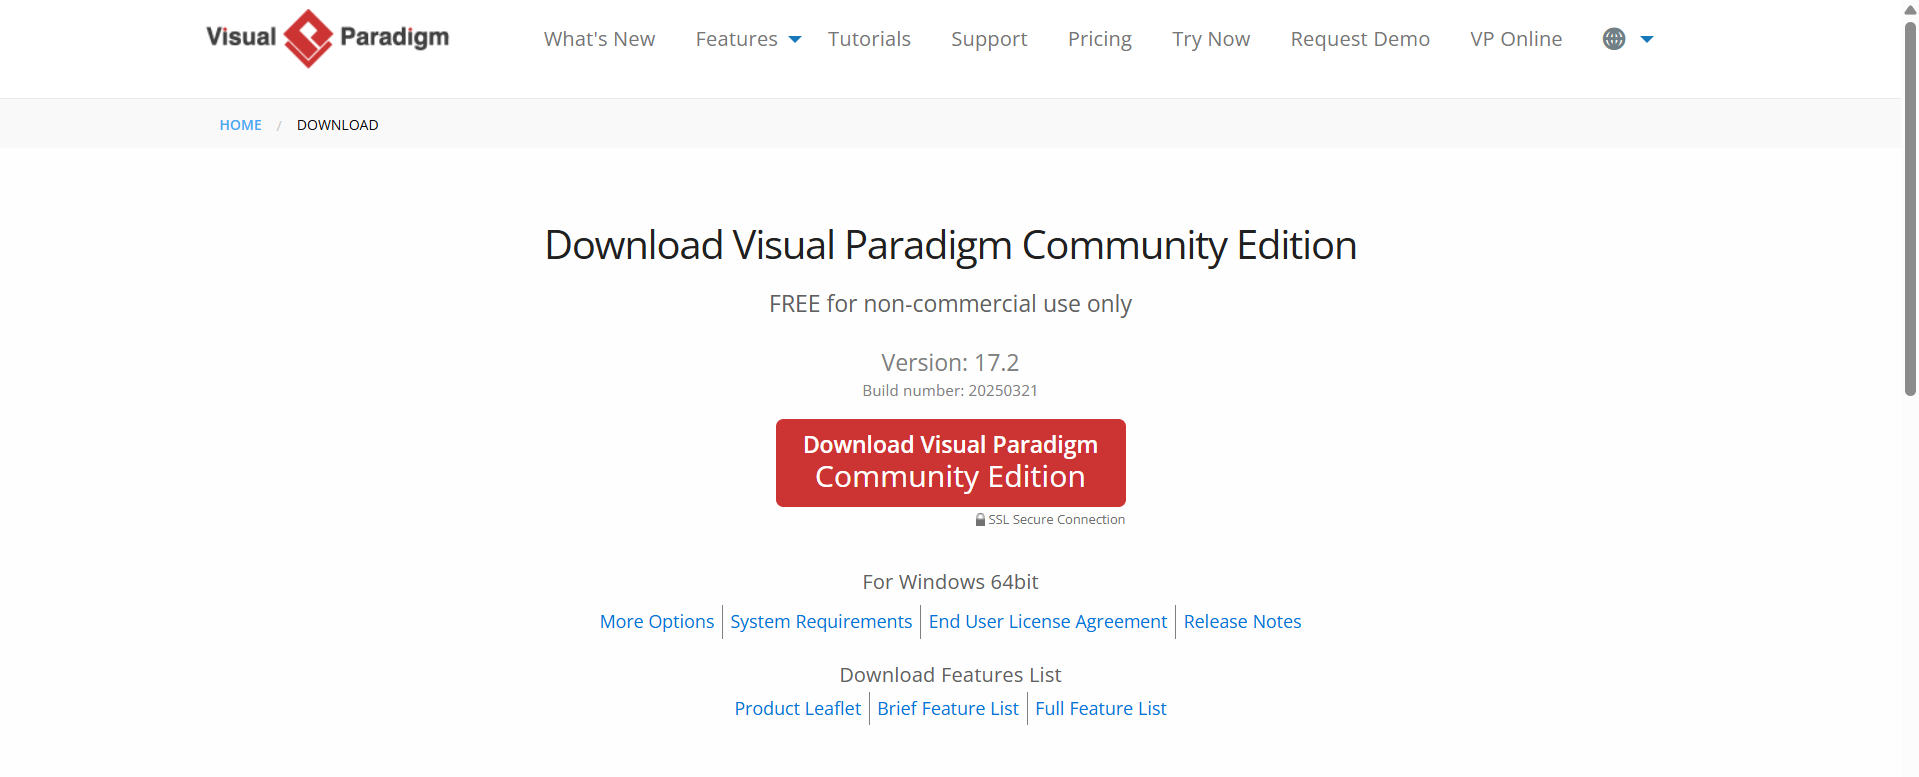 Visual Paradigm
What's New Features Tutorials Support Pricing Try Now Request Demo VP Online
HOME / DOWNLOAD
Download Visual Paradigm Community Edition
FREE for non-commercial use only
Version: 17.2
Build number: 20250321
Download Visual Paradigm
Community Edition
SSL Secure Connection
For Windows 64bit
More Options System Requirements End User License Agreement Release Notes
Download Features List
Product Leaflet Brief Feature List Full Feature List